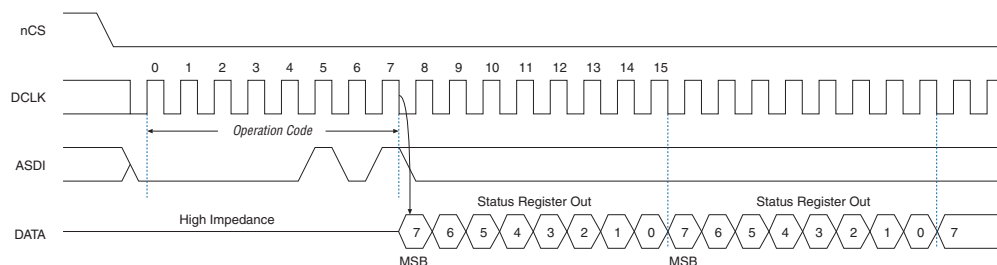 nCS
0 1 2 3 4 5 6 7 8 9 10 11 12 13 14 15
DCLK
Operation Code
ASDI
Status Register Out Status Register Out
High Impedance
DATA 7 6 5 4 3 2 1 0 7 6 5 4 3 2 1 0 7
MSB MSB